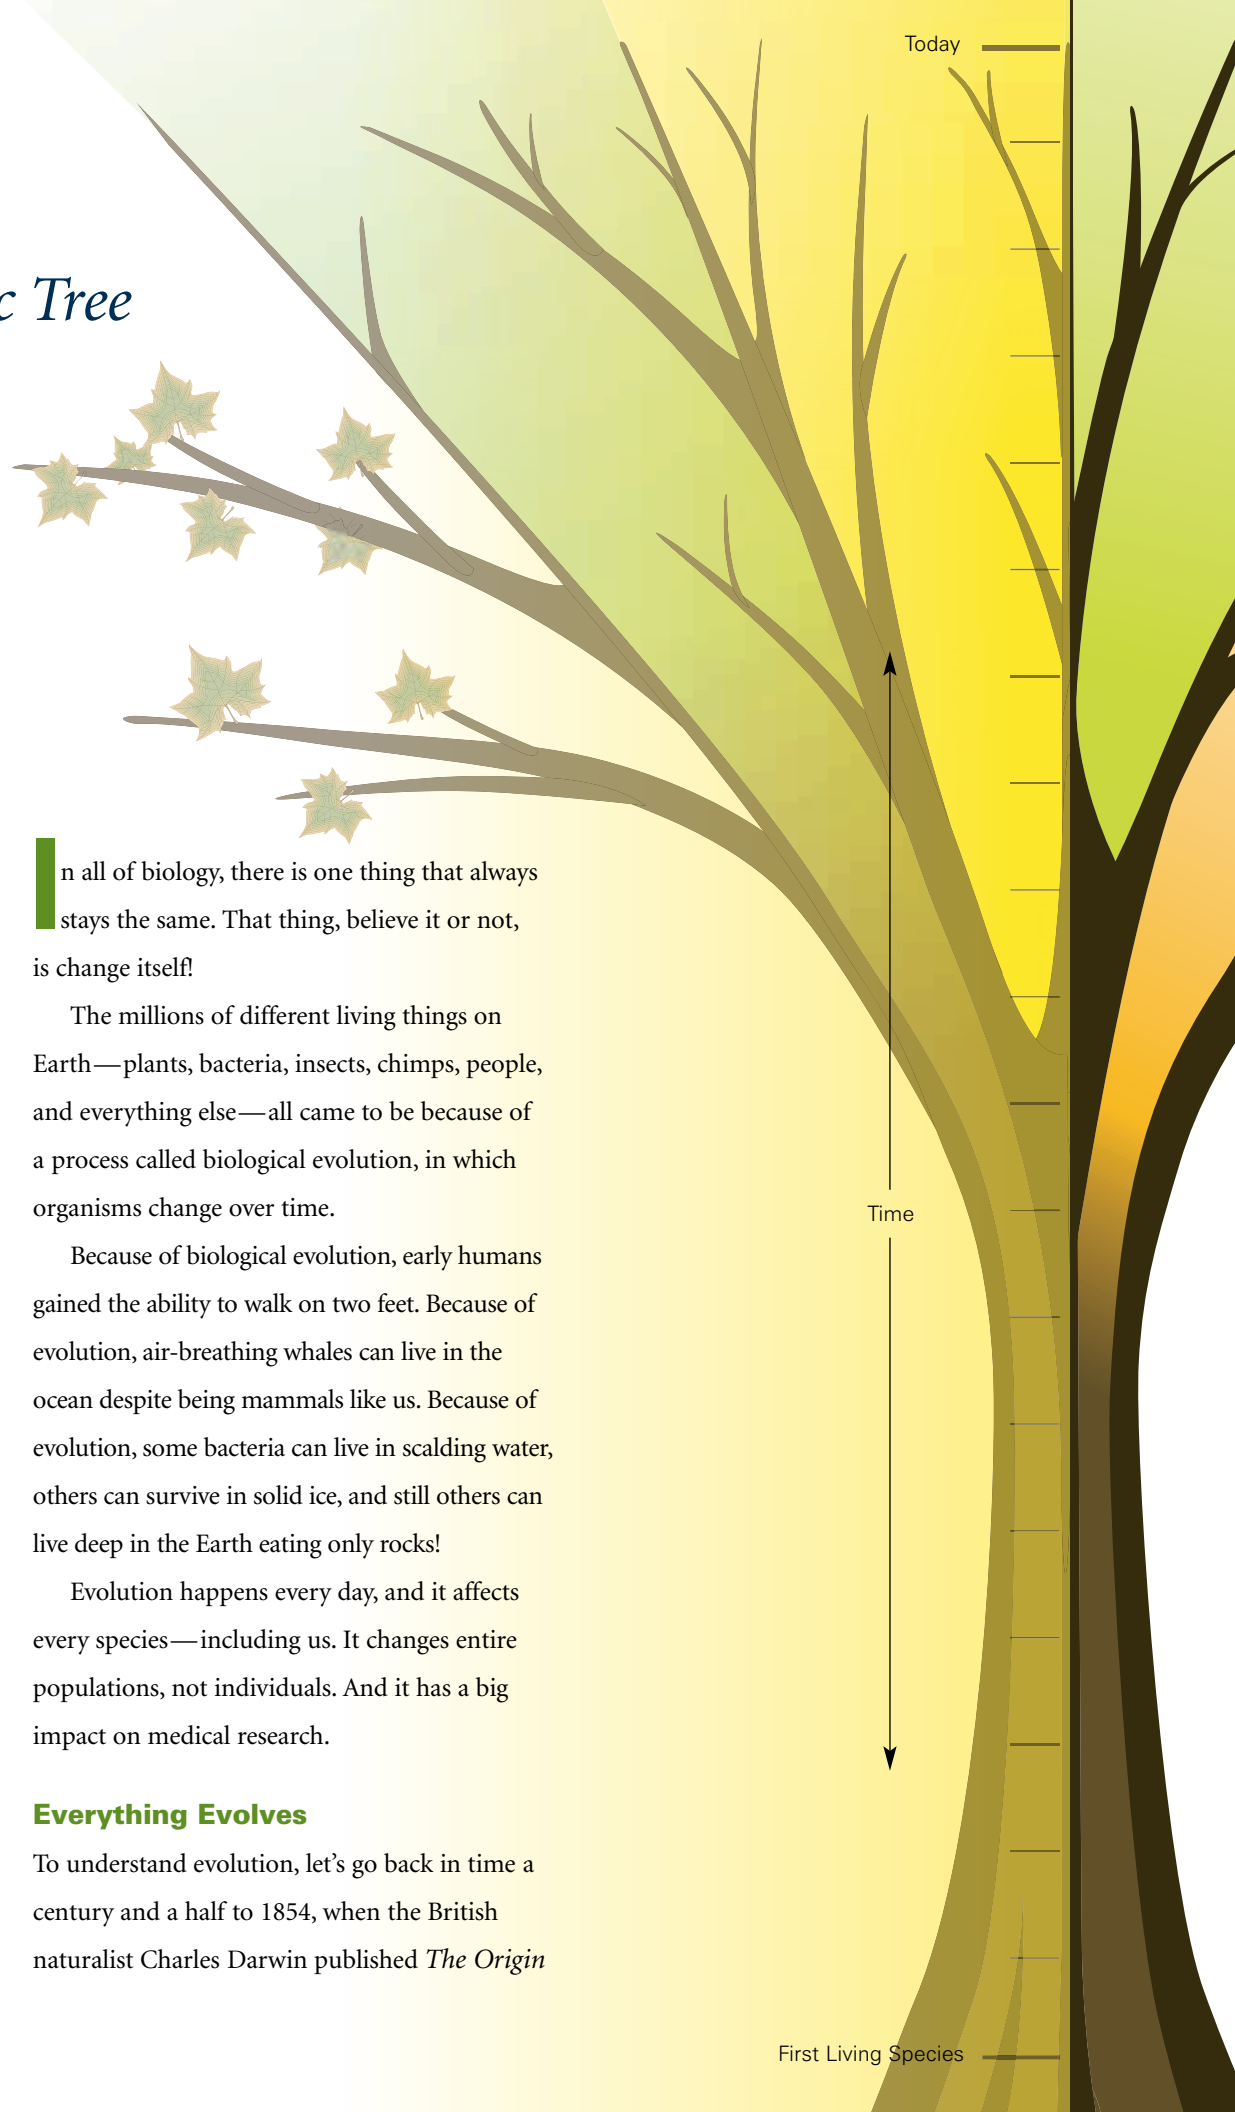 Today
c Tree
In all of biology, there is one thing that always
stays the same. That thing, believe it or not,
is change itself!
The millions of different living things on
Earth—plants, bacteria, insects, chimps, people,
and everything else—all came to be because of
a process called biological evolution, in which
organisms change over time.
Because of biological evolution, early humans
gained the ability to walk on two feet. Because of
evolution, air-breathing whales can live in the
ocean despite being mammals like us. Because of
evolution, some bacteria can live in scalding water,
others can survive in solid ice, and still others can
live deep in the Earth eating only rocks!
Evolution happens every day, and it affects
every species—including us. It changes entire
populations, not individuals. And it has a big
impact on medical research.
Everything Evolves
To understand evolution, let’s go back in time a
century and a half to 1854, when the British
naturalist Charles Darwin published The Origin
Time
First Living Species